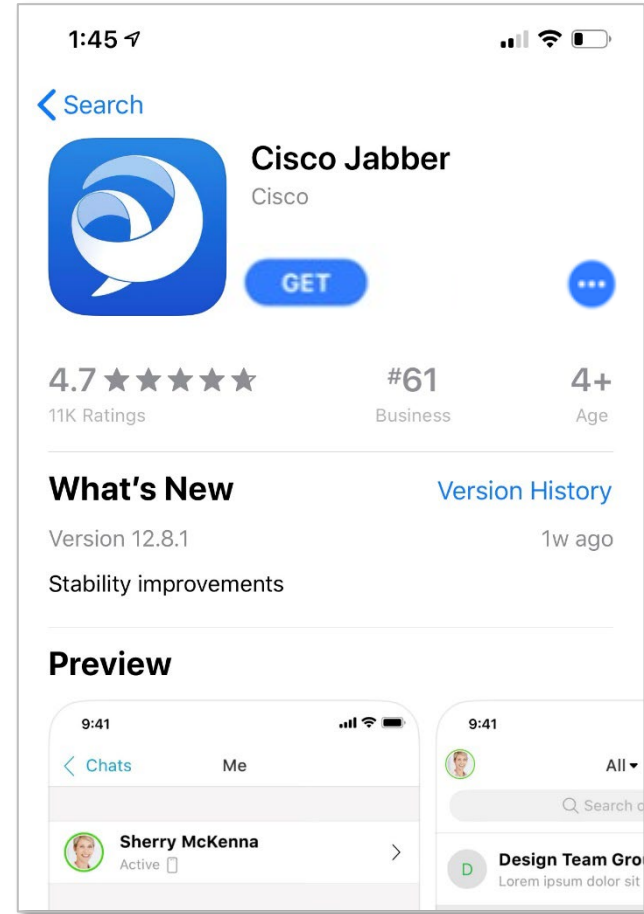 1:45
Search
Cisco Jabber
Cisco
GET
4.7 #61 4+
11K Ratings Business Age
What's New Version History
Version 12.8.1 1w ago
Stability improvements
Preview
9:41
Chats Me
Sherry McKenna
Active
9:41
All
Search
D Design Team Gro
Lorem ipsum dolor sit